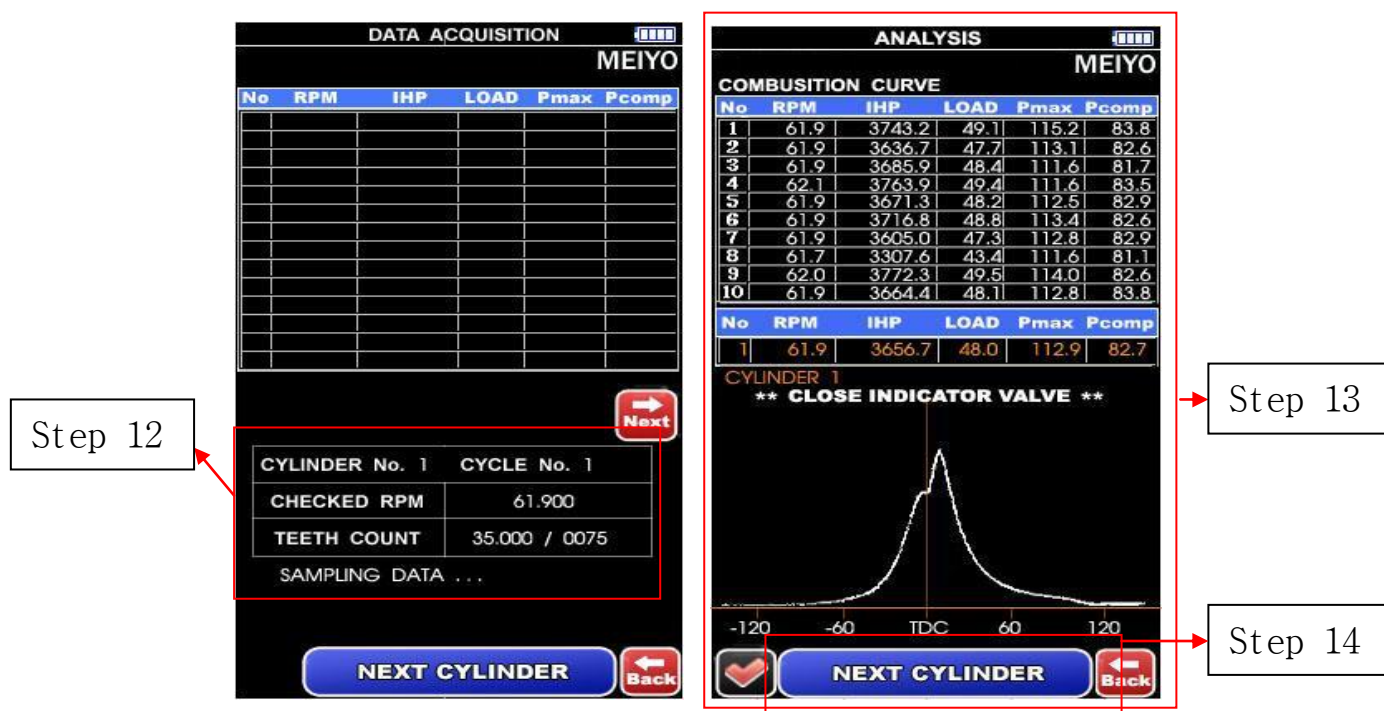 DATA ACQUISITION
MEIYO
No RPM IHP LOAD Pmax Pcomp
Next
Step 12
CYLINDER No. 1 CYCLE No. 1
CHECKED RPM 61.900
TEETH COUNT 35.000 / 0075
SAMPLING DATA ...
NEXT CYLINDER
Back
ANALYSIS
MEIYO
COMBUSITION CURVE
No RPM IHP LOAD Pmax Pcomp
1 61.9 3743.2 49.1 115.2 83.8
2 61.9 3636.7 47.7 113.1 82.6
3 61.9 3685.9 48.4 111.6 81.7
4 62.1 3763.9 49.4 111.6 83.5
5 61.9 3671.3 48.2 112.5 82.9
6 61.9 3716.8 48.8 113.4 82.6
7 61.9 3605.0 47.3 112.8 82.9
8 61.7 3307.6 43.4 111.6 81.1
9 62.0 3772.3 49.5 114.0 82.6
10 61.9 3664.4 48.1 112.8 83.8
No RPM IHP LOAD Pmax Pcomp
1 61.9 3656.7 48.0 112.9 82.7
CYLINDER 1
** CLOSE INDICATOR VALVE **
Step 13
-120 -60 TDC 60 120
Step 14
NEXT CYLINDER
Back